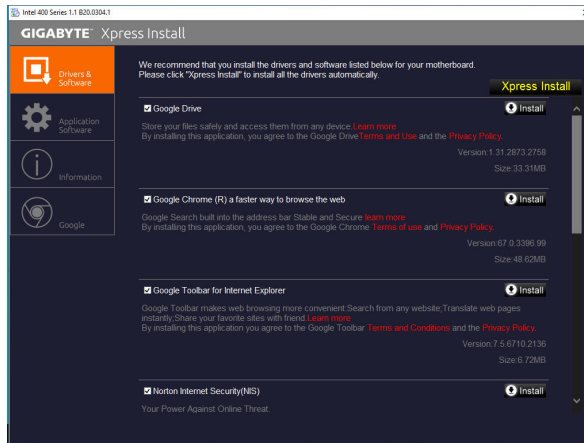 Intel 400 Series 1.1 B20.0304.1
GIGABYTE™ Xpress Install
Drivers &
Software
Application
Software
Information
Google
We recommend that you install the drivers and software listed below for your motherboard.
Please click "Xpress Install" to install all the drivers automatically.
Xpress Install
Google Drive
Install
Store your files safely and access them from any device.Learn more
By installing this application, you agree to the Google DriveTerms and Use and the Privacy Policy.
Version:1.31.2873.2758
Size:33.31MB
Google Chrome (R) a faster way to browse the web
Install
Google Search built into the address bar Stable and Secure learn more
By installing this application, you agree to the Google Chrome Terms of use and Privacy Policy.
Version:67.0.3396.99
Size:48.62MB
Google Toolbar for Internet Explorer
Install
Google Toolbar makes web browsing more convenient:Search from any website;Translate web pages
instantly;Share your favorite sites with friend.Learn more
By installing this application you agree to the Google Toolbar Terms and Conditions and the Privacy Policy.
Version:7.5.6710.2136
Size:6.72MB
Norton Internet Security(NIS)
Install
Your Power Against Online Threat.